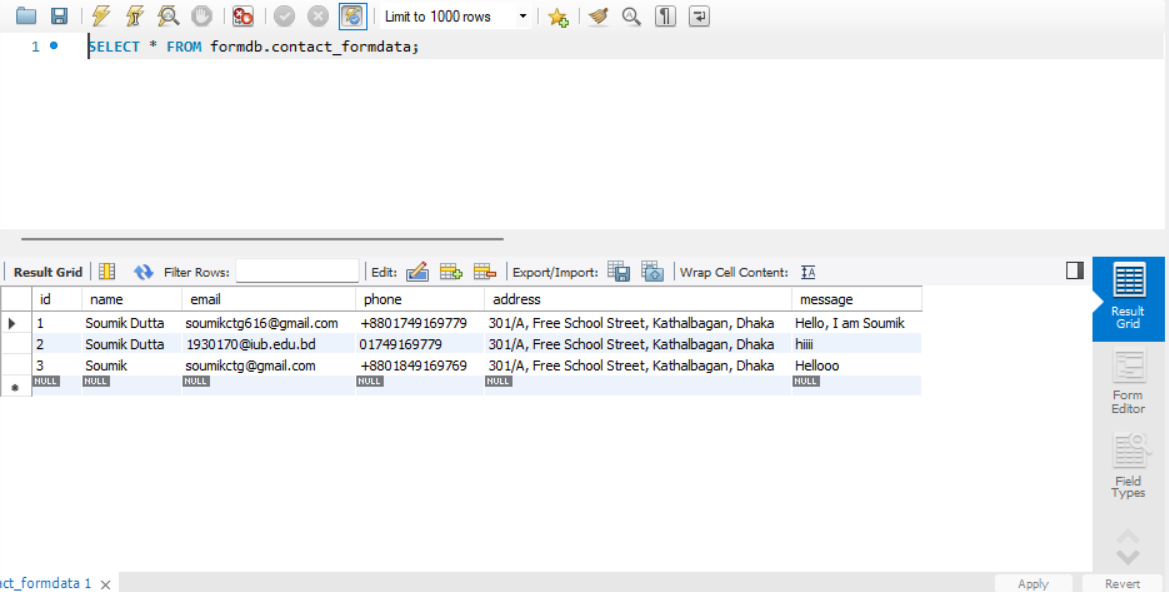 Limit to 1000 rows
1 SELECT * FROM formdb.contact_formdata;
Result Grid Filter Rows: Edit: Export/Import: Wrap Cell Content: IA
id name email phone address message
1 Soumik Dutta soumikctg616@gmail.com +8801749169779 301/A, Free School Street, Kathalbagan, Dhaka Hello, I am Soumik
2 Soumik Dutta 1930170@iub.edu.bd 01749169779 301/A, Free School Street, Kathalbagan, Dhaka hiiii
3 Soumik soumikctg@gmail.com +8801849169769 301/A, Free School Street, Kathalbagan, Dhaka Hellooo
NULL NULL NULL NULL NULL NULL
Result
Grid
Form
Editor
Field
Types
act_formdata 1
Apply Revert